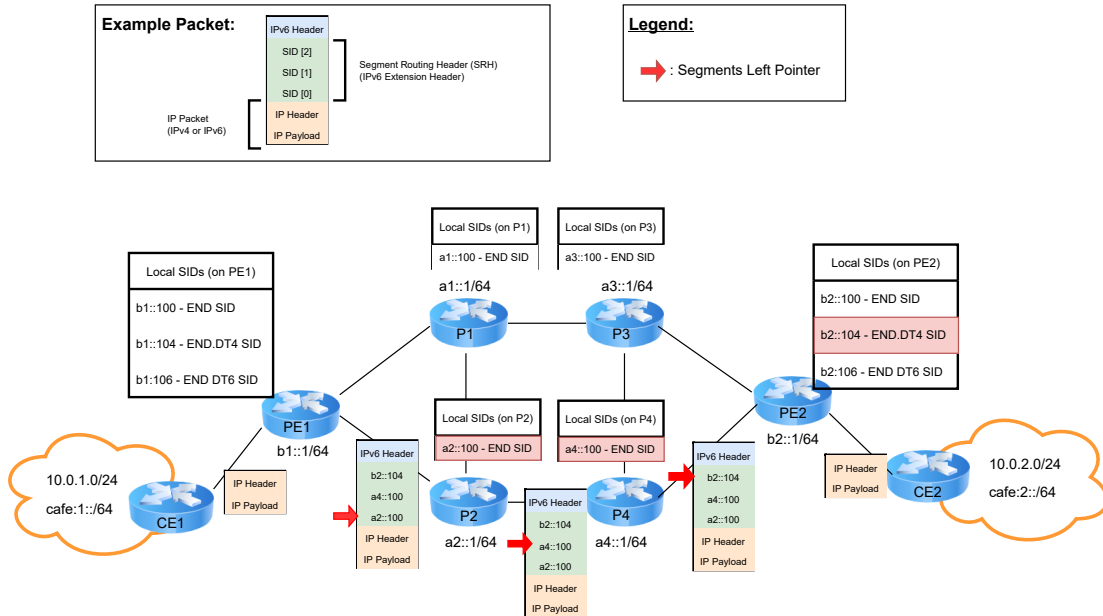 Example Packet:
IPv6 Header
SID [2]
SID [1]
SID [0]
IP Header
IP Payload
Segment Routing Header (SRH)
(IPv6 Extension Header)
IP Packet
(IPv4 or IPv6)
Legend:
: Segments Left Pointer
Local SIDs (on P1)
a1::100 - END SID
a1::1/64
P1
Local SIDs (on P3)
a3::100 - END SID
a3::1/64
P3
Local SIDs (on PE1)
b1::100 - END SID
b1::104 - END.DT4 SID
b1:106 - END DT6 SID
PE1
b1::1/64
Local SIDs (on PE2)
b2::100 - END SID
b2::104 - END.DT4 SID
b2:106 - END DT6 SID
PE2
b2::1/64
Local SIDs (on P2)
a2::100 - END SID
P2
a2::1/64
Local SIDs (on P4)
a4::100 - END SID
P4
a4::1/64
10.0.1.0/24
cafe:1::/64
CE1
IP Header
IP Payload
IPv6 Header
b2::104
a4::100
a2::100
IP Header
IP Payload
IPv6 Header
b2::104
a4::100
a2::100
IP Header
IP Payload
IPv6 Header
b2::104
a4::100
a2::100
IP Header
IP Payload
IP Header
IP Payload
CE2
10.0.2.0/24
cafe:2::/64